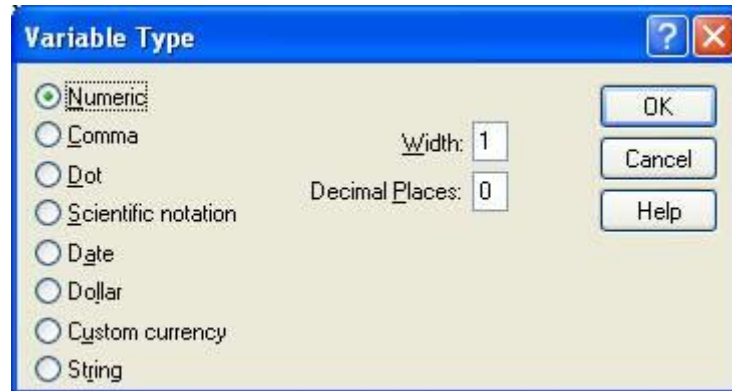 Variable Type
?
Numeric
Comma
Dot
Scientific notation
Date
Dollar
Custom currency
String
Width: 1
Decimal Places: 0
OK
Cancel
Help